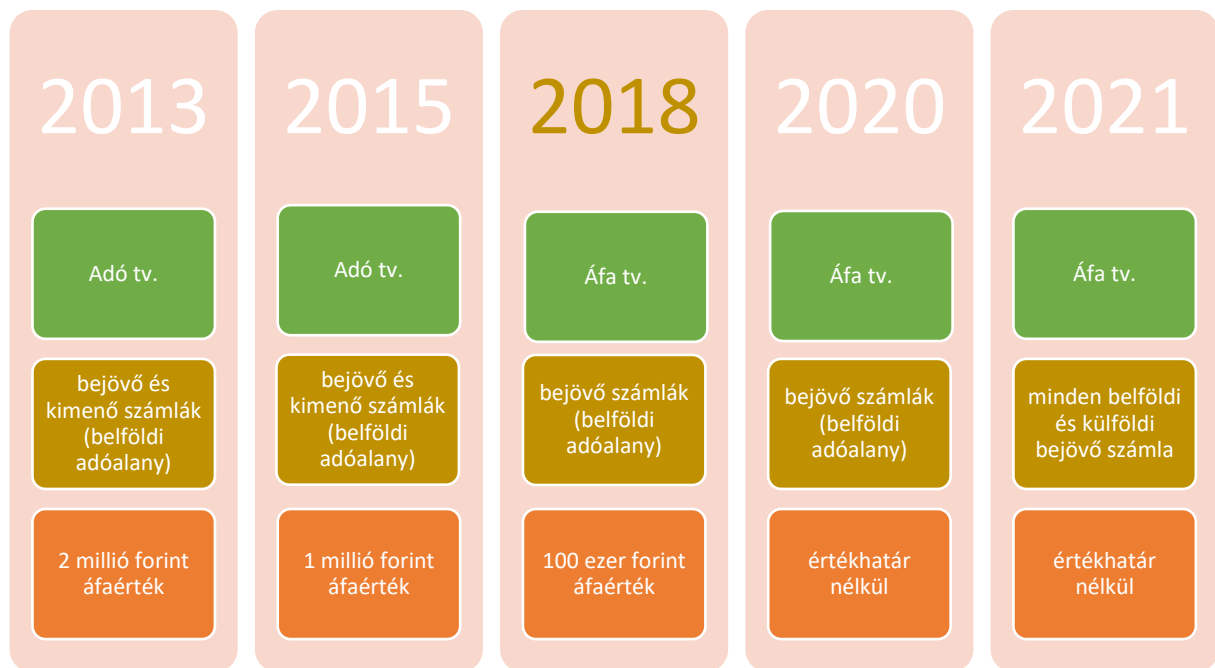 2013
Adó tv.
bejövő és
kimenő számlák
(belföldi
adóalany)
2 millió forint
áfaérték
2015
Adó tv.
bejövő és
kimenő számlák
(belföldi
adóalany)
1 millió forint
áfaérték
2018
Áfa tv.
bejövő számlák
(belföldi
adóalany)
100 ezer forint
áfaérték
2020
Áfa tv.
bejövő számlák
(belföldi
adóalany)
értékhatár
nélkül
2021
Áfa tv.
minden belföldi
és külföldi
bejövő számla
értékhatár
nélkül